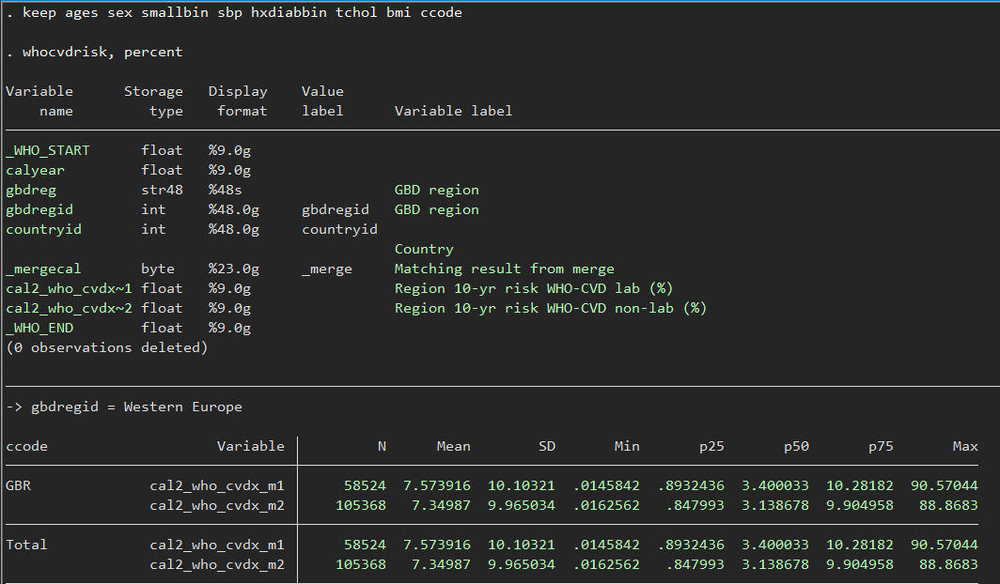 . keep ages sex smallbin sbp hxdiabbin tchol bmi ccode
. whocvdrisk, percent
Variable Storage Display Value
name type format label Variable label
_WHO_START float %9.0g
calyear float %9.0g
gbdreg str48 %48s GBD region
gbdregid int %48.0g gbdregid GBD region
countryid int %48.0g countryid
Country
_mergecal byte %23.0g _merge Matching result from merge
cal2_who_cvdx~1 float %9.0g Region 10-yr risk WHO-CVD lab (%)
cal2_who_cvdx~2 float %9.0g Region 10-yr risk WHO-CVD non-lab (%)
_WHO_END float %9.0g
(0 observations deleted)
-> gbdregid = Western Europe
ccode Variable N Mean SD Min p25 p50 p75 Max
GBR cal2_who_cvdx_m1 58524 7.573916 10.10321 .0145842 .8932436 3.400033 10.28182 90.57044
cal2_who_cvdx_m2 105368 7.34987 9.965034 .0162562 .847993 3.138678 9.904958 88.8683
Total cal2_who_cvdx_m1 58524 7.573916 10.10321 .0145842 .8932436 3.400033 10.28182 90.57044
cal2_who_cvdx_m2 105368 7.34987 9.965034 .0162562 .847993 3.138678 9.904958 88.8683